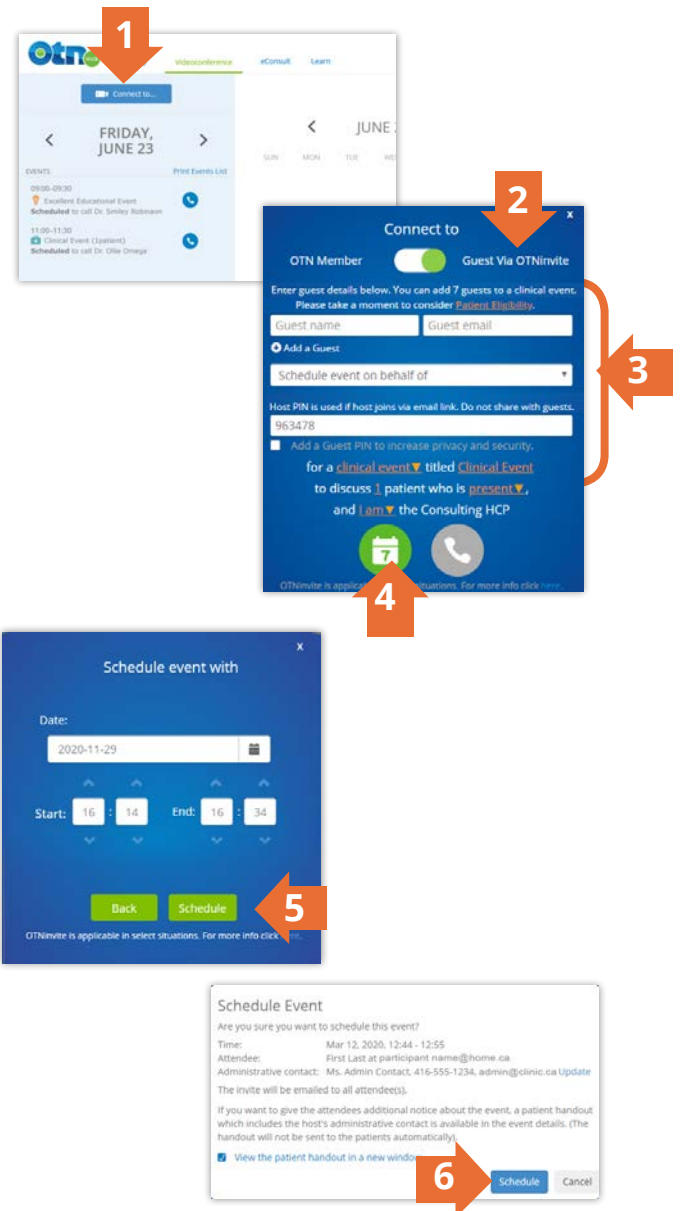 1
Otn hub
Videoconference eConsult Learn
Connect to...
FRIDAY,
JUNE 23
JUNE
SUN MON TUE
EVENTS Print Events List
09:00-09:30
Excellent Educational Event
Scheduled to call Dr. Smiley Robinson
11:00-11:30
Clinical Event (1patient)
Scheduled to call Dr. Ollie Omega
2
x
Connect to
OTN Member Guest Via OTNinvite
Enter guest details below. You can add 7 guests to a clinical event.
Please take a moment to consider Patient Eligibility.
Guest name Guest email
Add a Guest
Schedule event on behalf of
3
Host PIN is used if host joins via email link. Do not share with guests.
963478
Add a Guest PIN to increase privacy and security.
for a clinical event titled Clinical Event
to discuss 1 patient who is present,
and I am the Consulting HCP
7
OTNinvite is situations. For more info click here.
4
x
Schedule event with
Date:
2020-11-29
Start: 16 : 14 End: 16 : 34
Back Schedule
5
OTNinvite is applicable in select situations. For more info click
Schedule Event
Are you sure you want to schedule this event?
Time: Mar 12, 2020, 12:44 - 12:55
Attendee: First Last at participant name@home.ca
Administrative contact: Ms. Admin Contact, 416-555-1234, admin@clinic.ca Update
The invite will be emailed to all attendee(s).
If you want to give the attendees additional notice about the event, a patient handout
which includes the host's administrative contact is available in the event details. (The
handout will not be sent to the patients automatically).
View the patient handout in a new window
6
Schedule Cancel